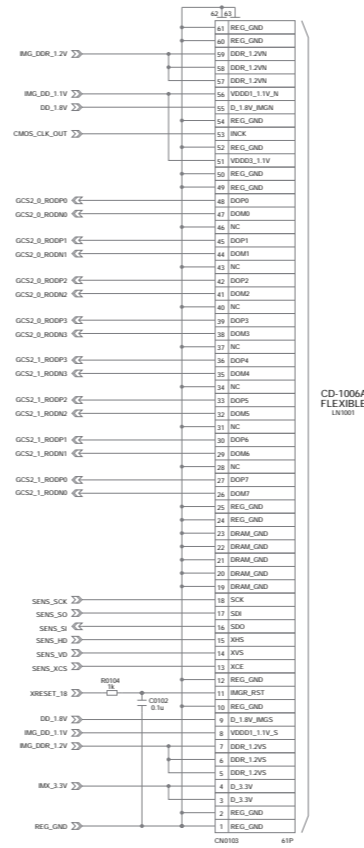 62 63
61 REG_GND
60 REG_GND
IMG_DDR_1.2V 59 DDR_1.2VN
58 DDR_1.2VN
57 DDR_1.2VN
IMG_DD_1.1V 56 VDDD1_1.1V_N
DD_1.8V 55 D_1.8V_IMGN
54 REG_GND
CMOS_CLK_OUT 53 INCK
52 REG_GND
51 VDDD3_1.1V
50 REG_GND
49 REG_GND
GCS2_0_RODP0 48 DOP0
GCS2_0_RODN0 47 DOM0
46 NC
GCS2_0_RODP1 45 DOP1
GCS2_0_RODN1 44 DOM1
43 NC
GCS2_0_RODP2 42 DOP2
GCS2_0_RODN2 41 DOM2
40 NC
GCS2_0_RODP3 39 DOP3
GCS2_0_RODN3 38 DOM3
37 NC
GCS2_1_RODP3 36 DOP4
GCS2_1_RODN3 35 DOM4
34 NC
GCS2_1_RODP2 33 DOP5
GCS2_1_RODN2 32 DOM5
31 NC
GCS2_1_RODP1 30 DOP6
GCS2_1_RODN1 29 DOM6
28 NC
GCS2_1_RODP0 27 DOP7
GCS2_1_RODN0 26 DOM7
25 REG_GND
24 REG_GND
23 DRAM_GND
22 DRAM_GND
21 DRAM_GND
20 DRAM_GND
19 DRAM_GND
SENS_SCK 18 SCK
SENS_SO 17 SDI
SENS_SI 16 SDO
SENS_HD 15 XHS
SENS_VD 14 XVS
SENS_XCS 13 XCE
12 REG_GND
XRESET_18 R0104 1k 11 IMGR_RST
C0102 0.1u 10 REG_GND
DD_1.8V 9 D_1.8V_IMGS
IMG_DD_1.1V 8 VDDD1_1.1V_S
IMG_DDR_1.2V 7 DDR_1.2VS
6 DDR_1.2VS
5 DDR_1.2VS
IMX_3.3V 4 D_3.3V
3 D_3.3V
2 REG_GND
REG_GND 1 REG_GND
CN0103 61P
CD-1006A
FLEXIBLE
LN1001